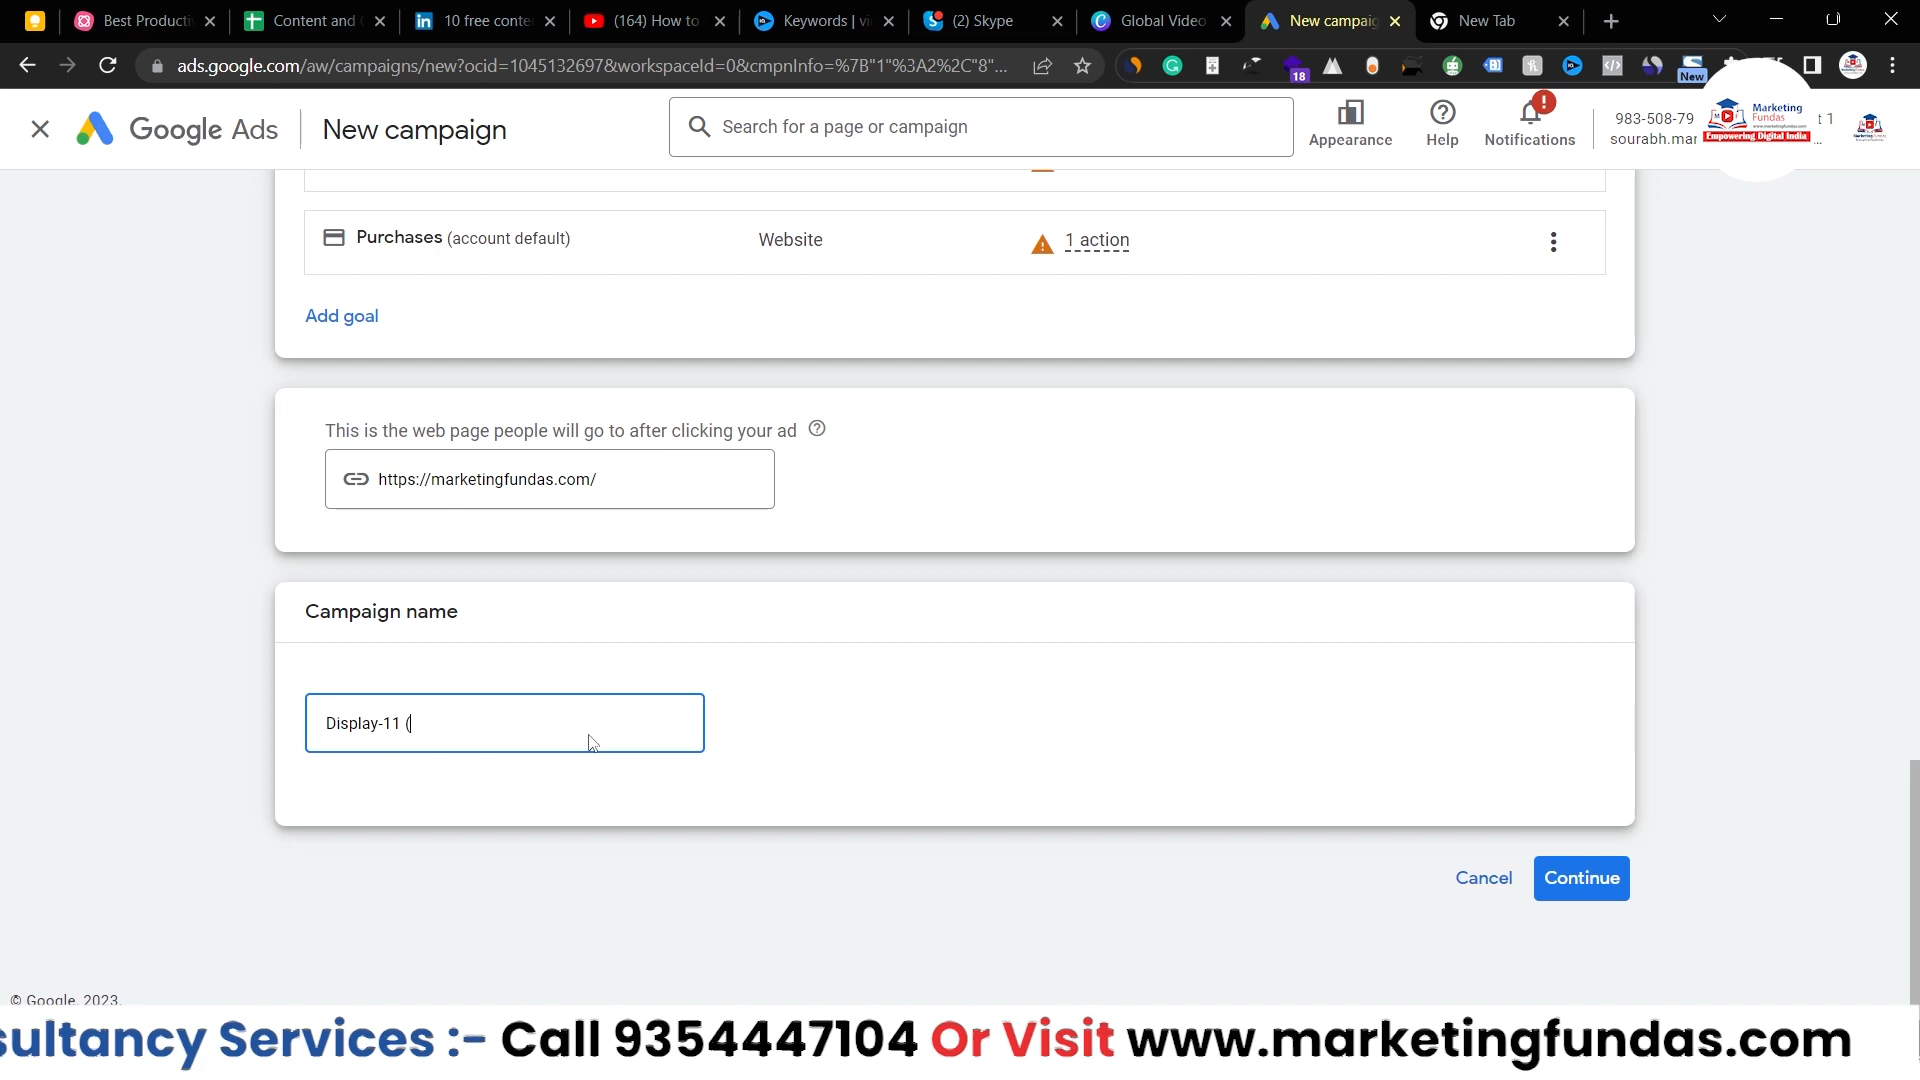 Best Producti
Content and
10 free conte
(164) How to
Keywords | vi
(2) Skype
Global Video
New campaig
New Tab
ads.google.com/aw/campaigns/new?ocid=1045132697&workspaceId=0&cmpnInfo=%7B"1"%3A2%2C"8"...
18
New
Google Ads
New campaign
Search for a page or campaign
Appearance
Help
Notifications
983-508-79
t 1
sourabh.mar
...
Marketing
Fundas
Empowering Digital India
Purchases (account default)
Website
1 action
Add goal
This is the web page people will go to after clicking your ad
https://marketingfundas.com/
Campaign name
Display-11 (
Cancel
Continue
© Google, 2023.
sultancy Services :- Call 9354447104 Or Visit www.marketingfundas.com